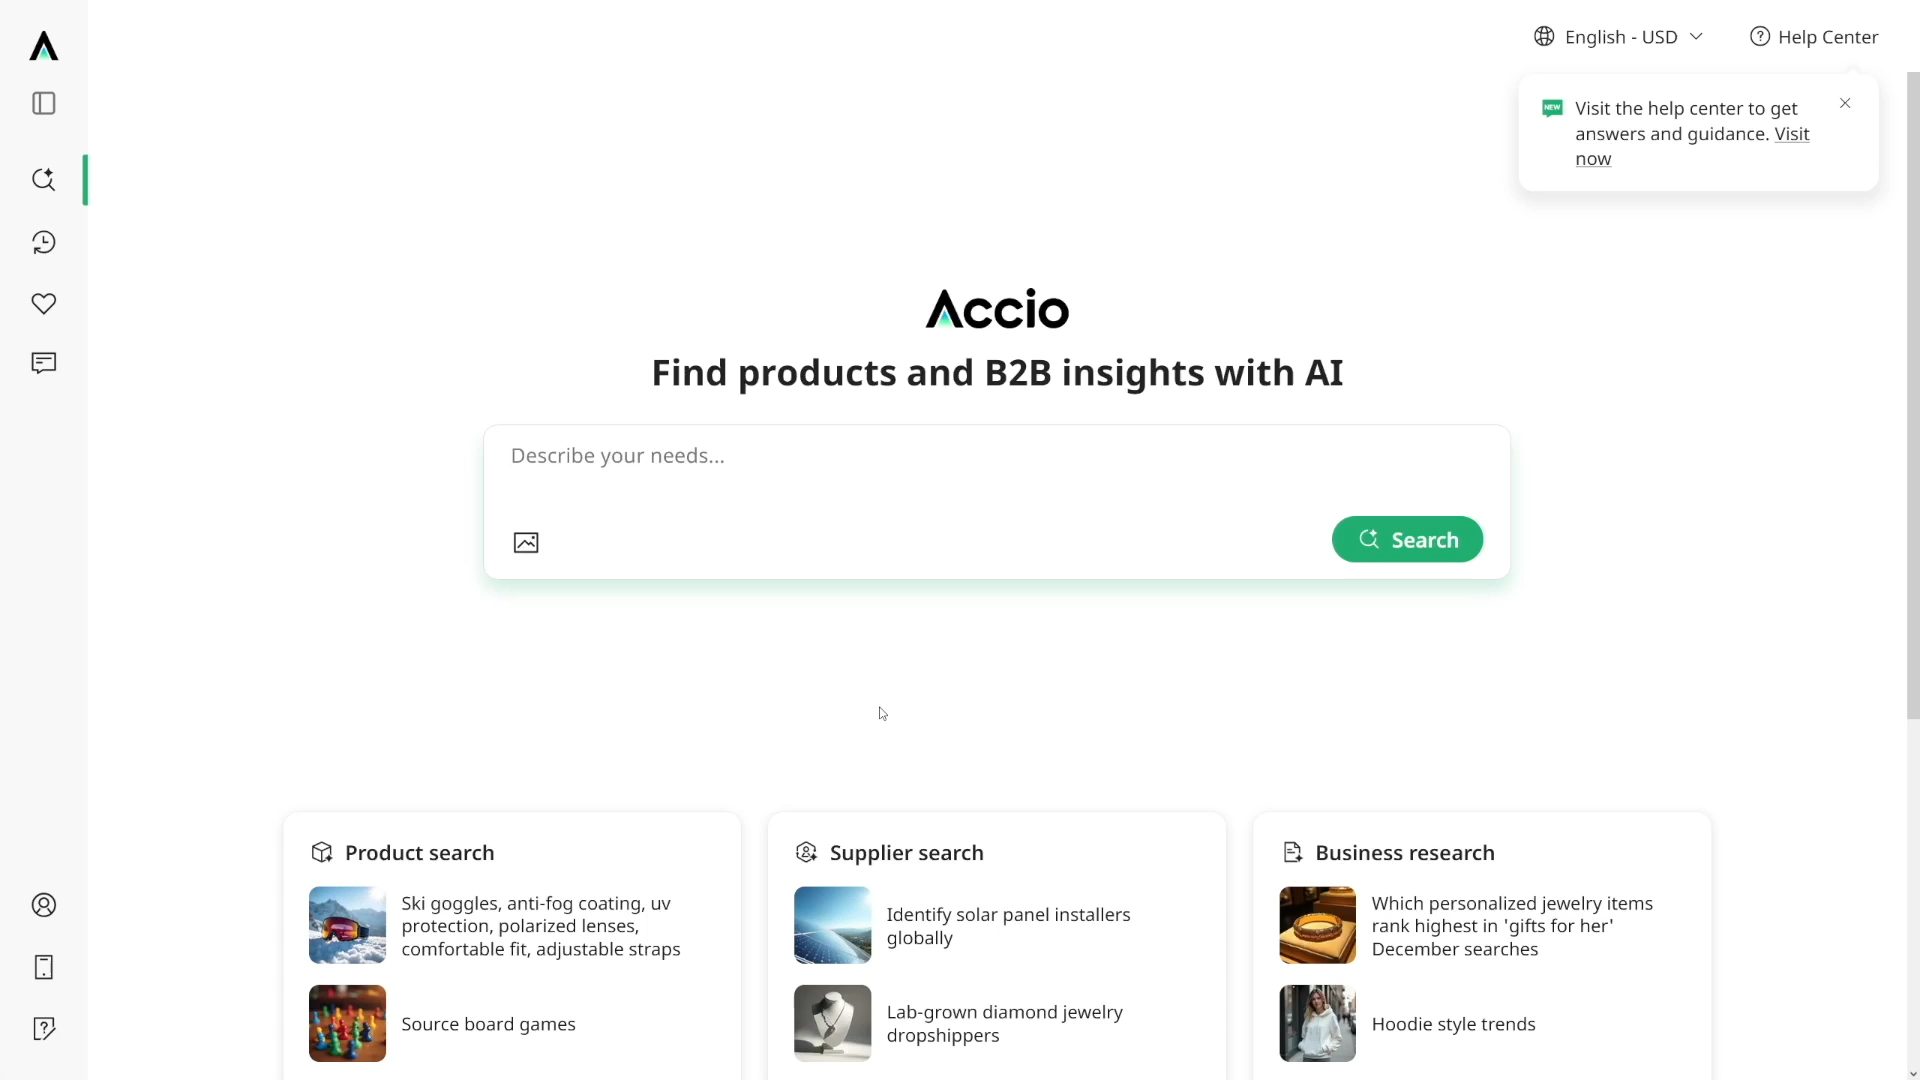 English - USD
Help Center
NEW
Visit the help center to get
answers and guidance. Visit
now
Accio
Find products and B2B insights with AI
Describe your needs...
Search
Product search
Ski goggles, anti-fog coating, uv
protection, polarized lenses,
comfortable fit, adjustable straps
Source board games
Supplier search
Identify solar panel installers
globally
Lab-grown diamond jewelry
dropshippers
Business research
Which personalized jewelry items
rank highest in 'gifts for her'
December searches
Hoodie style trends